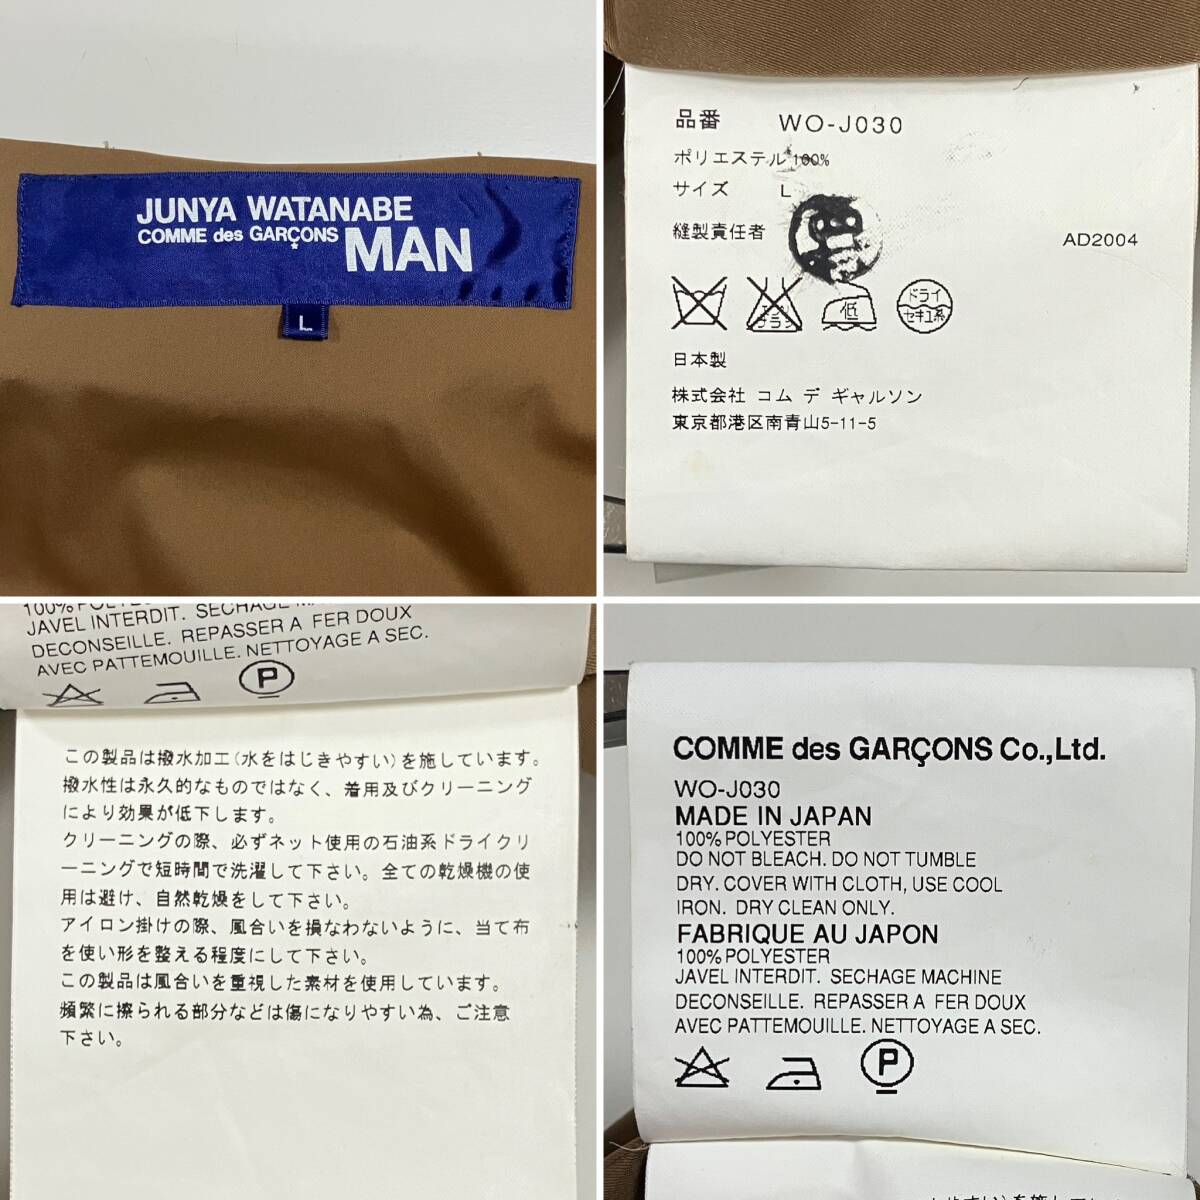 JUNYA WATANABE
COMME des GARÇONS MAN
L
品番 WO-J030
ポリエステル 100%
サイズ L
縫製責任者
AD2004
エンソ
サラシ
低
ドライ
セキユ系
日本製
株式会社 コム デ ギャルソン
東京都港区南青山5-11-5
JAVEL INTERDIT. SECHAGE
DECONSEILLE. REPASSER A FER DOUX
AVEC PATTEMOUILLE. NETTOYAGE A SEC.
P
この製品は撥水加工(水をはじきやすい)を施しています。
撥水性は永久的なものではなく、着用及びクリーニング
により効果が低下します。
クリーニングの際、必ずネット使用の石油系ドライクリ
ーニングで短時間で洗濯して下さい。全ての乾燥機の使
用は避け、自然乾燥をして下さい。
アイロン掛けの際、風合いを損なわないように、当て布
を使い形を整える程度にして下さい。
この製品は風合いを重視した素材を使用しています。
頻繁に擦られる部分などは傷になりやすい為、ご注意
下さい。
COMME des GARÇONS Co.,Ltd.
WO-J030
MADE IN JAPAN
100% POLYESTER
DO NOT BLEACH. DO NOT TUMBLE
DRY. COVER WITH CLOTH, USE COOL
IRON. DRY CLEAN ONLY.
FABRIQUE AU JAPON
100% POLYESTER
JAVEL INTERDIT. SECHAGE MACHINE
DECONSEILLE. REPASSER A FER DOUX
AVEC PATTEMOUILLE. NETTOYAGE A SEC.
P